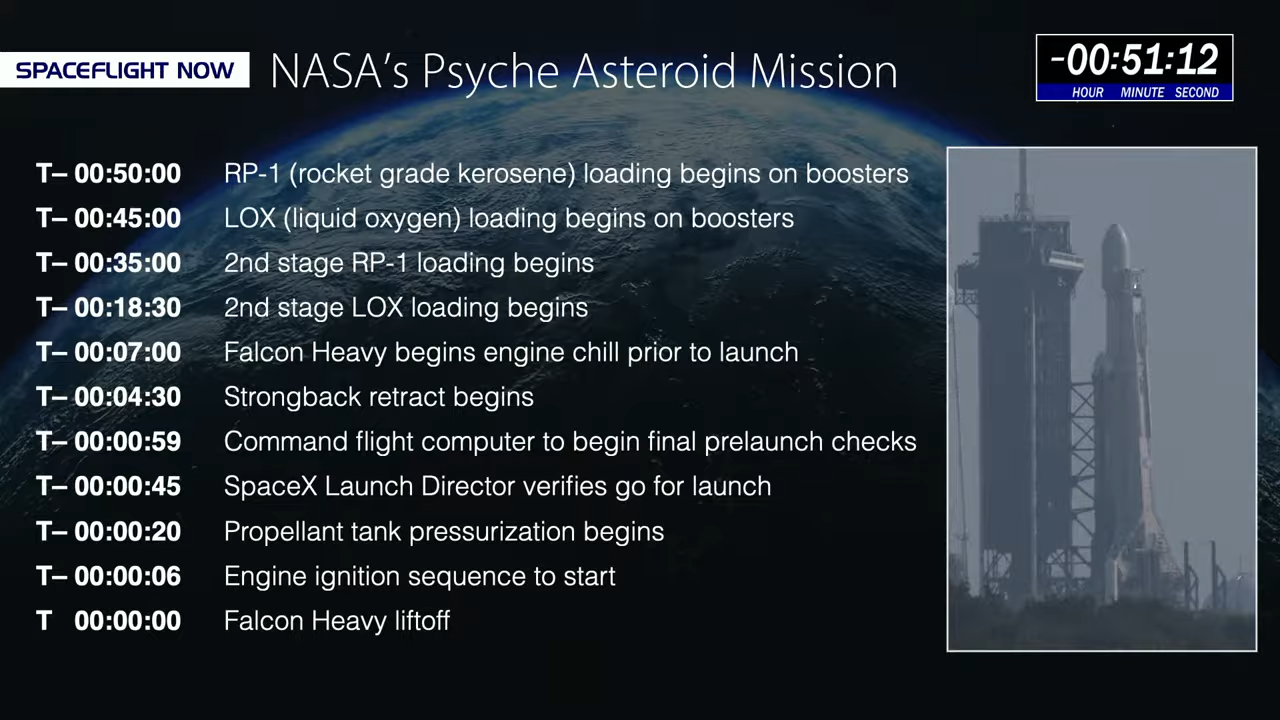 SPACEFLIGHT NOW
NASA’s Psyche Asteroid Mission
-00:51:12
HOUR MINUTE SECOND
T– 00:50:00 RP-1 (rocket grade kerosene) loading begins on boosters
T– 00:45:00 LOX (liquid oxygen) loading begins on boosters
T– 00:35:00 2nd stage RP-1 loading begins
T– 00:18:30 2nd stage LOX loading begins
T– 00:07:00 Falcon Heavy begins engine chill prior to launch
T– 00:04:30 Strongback retract begins
T– 00:00:59 Command flight computer to begin final prelaunch checks
T– 00:00:45 SpaceX Launch Director verifies go for launch
T– 00:00:20 Propellant tank pressurization begins
T– 00:00:06 Engine ignition sequence to start
T 00:00:00 Falcon Heavy liftoff